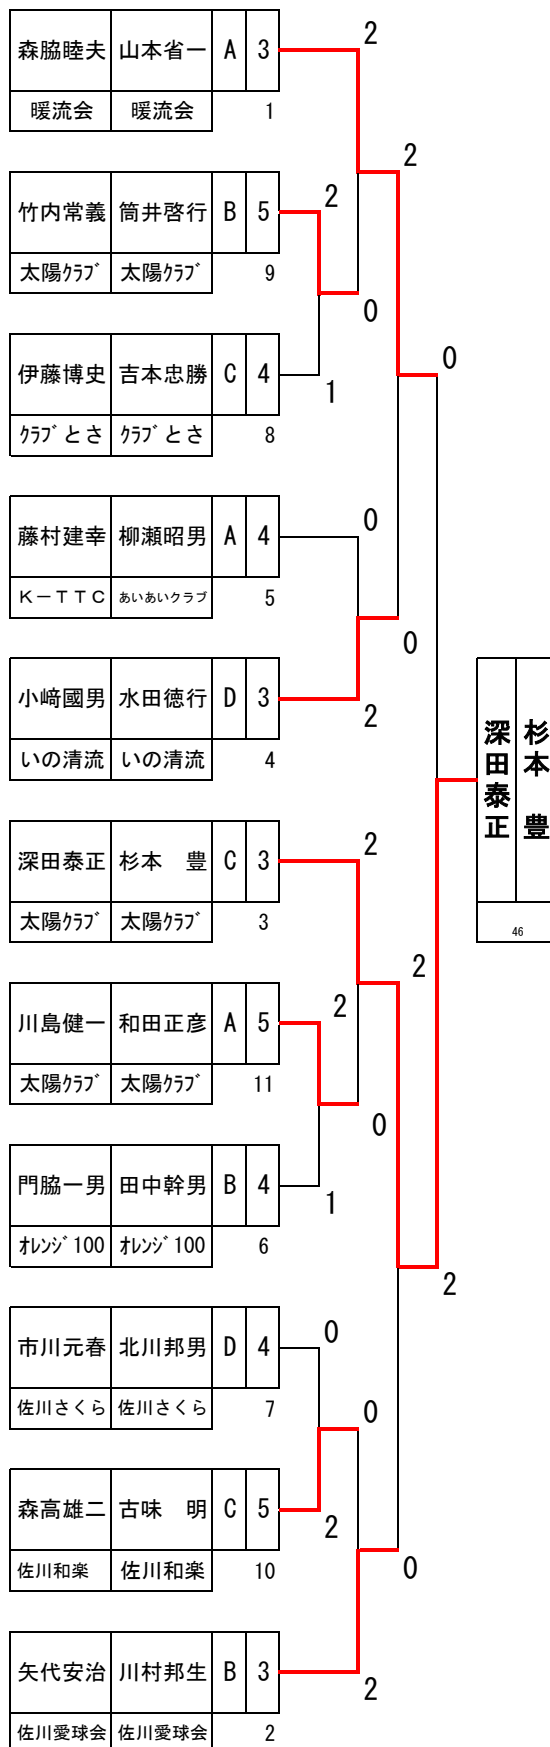 2
森脇睦夫 山本省一 A 3
暖流会 暖流会 1
2
竹内常義 筒井啓行 B 5 2
太陽ｸﾗﾌﾞ 太陽クラブ 9
0
伊藤博史 吉本忠勝 C 4 0
1
ｸﾗﾌﾞとさ ｸﾗﾌﾞとさ 8
0
藤村建幸 柳瀬昭男 A 4
K－TTC あいあいクラブ 5
0
小﨑國男 水田徳行 D 3
2
いの清流 いの清流 4
深田泰正 杉本　豊
深田泰正 杉本　豊 C 3 2
太陽ｸﾗﾌﾞ 太陽ｸﾗﾌﾞ 3
46
2
川島健一 和田正彦 A 5 2
太陽ｸﾗﾌﾞ 太陽クラブ 11
0
門脇一男 田中幹男 B 4
1
ｵﾚﾝｼﾞ100 ｵﾚﾝｼﾞ100 6
2
市川元春 北川邦男 D 4 0
佐川さくら 佐川さくら 7
0
森高雄二 古味　明 C 5
2
佐川和楽 佐川和楽 10
0
矢代安治 川村邦生 B 3
2
佐川愛球会 佐川愛球会 2